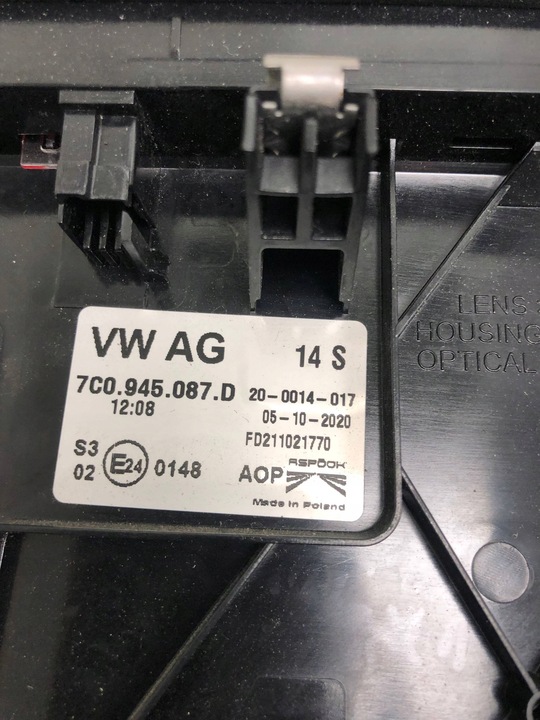 VW AG
14 S
7C0.945.087.D
20-0014-017
12:08
05-10-2020
FD211021770
S3
02
E24
0148
AOP
ASPÖCK
Made in Poland
LENS
HOUSING
OPTICAL